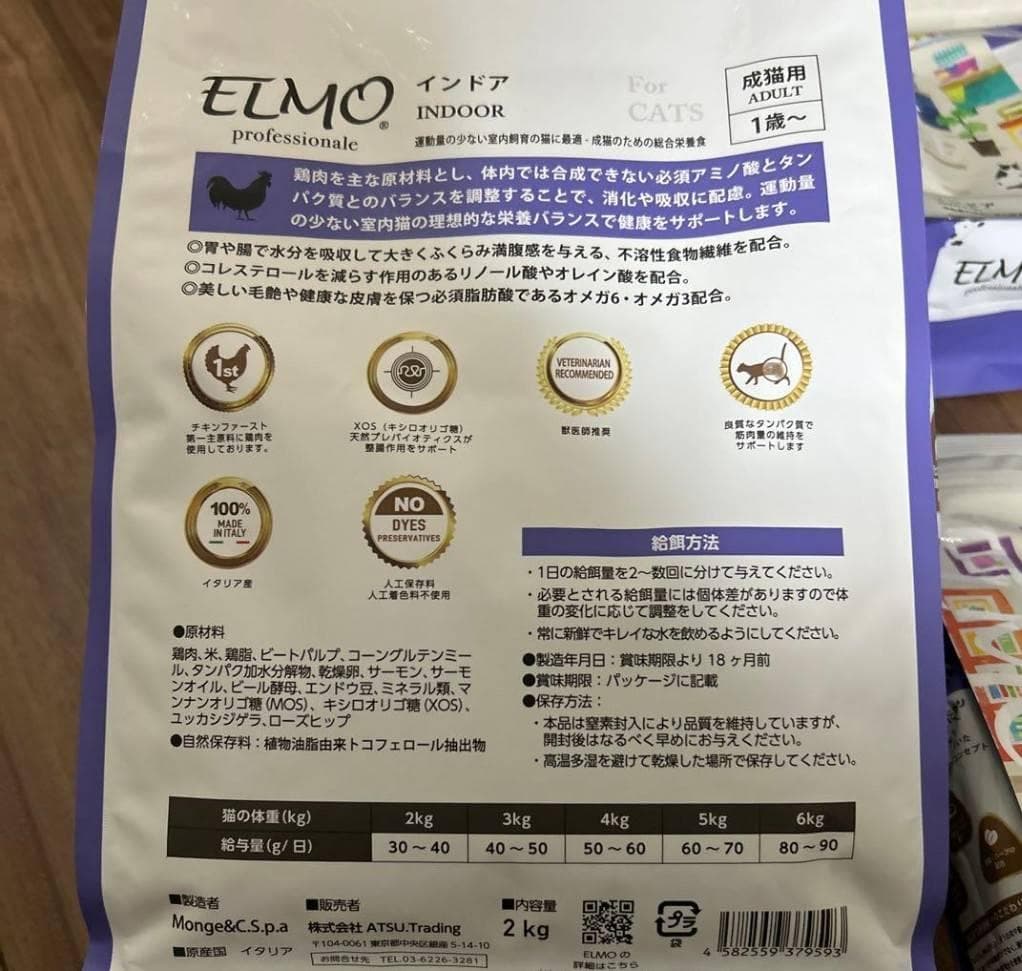 ELMO®
professionale
インドア
INDOOR
For
CATS
成猫用
ADULT
1歳〜
運動量の少ない室内飼育の猫に最適 - 成猫のための総合栄養食
鶏肉を主な原材料とし、体内では合成できない必須アミノ酸とタン
パク質とのバランスを調整することで、消化や吸収に配慮。運動量
の少ない室内猫の理想的な栄養バランスで健康をサポートします。
◎胃や腸で水分を吸収して大きくふくらみ満腹感を与える、不溶性食物繊維を配合。
◎コレステロールを減らす作用のあるリノール酸やオレイン酸を配合。
◎美しい毛艶や健康な皮膚を保つ必須脂肪酸であるオメガ6・オメガ3配合。
1st
チキンファースト
第一主原料に鶏肉を
使用しております。
XOS（キシロオリゴ糖）
天然プレバイオティクスが
整腸作用をサポート
VETERINARIAN
RECOMMENDED
獣医師推奨
良質なタンパク質で
筋肉量の維持を
サポートします
100%
MADE
IN ITALY
イタリア産
NO
DYES
PRESERVATIVES
人工保存料
人工着色料不使用
●原材料
鶏肉、米、鶏脂、ビートパルプ、コーングルテンミー
ル、タンパク加水分解物、乾燥卵、サーモン、サーモ
ンオイル、ビール酵母、エンドウ豆、ミネラル類、マ
ンナンオリゴ糖（MOS）、キシロオリゴ糖（XOS）、
ユッカシジゲラ、ローズヒップ
●自然保存料：植物油脂由来トコフェロール抽出物
給餌方法
・1日の給餌量を2〜数回に分けて与えてください。
・必要とされる給餌量には個体差がありますので体
重の変化に応じて調整をしてください。
・常に新鮮でキレイな水を飲めるようにしてください。
●製造年月日：賞味期限より 18 ヶ月前
●賞味期限：パッケージに記載
●保存方法：
・本品は窒素封入により品質を維持していますが、
開封後はなるべく早めにお与えください。
・高温多湿を避けて乾燥した場所で保存してください。
猫の体重（kg） 2kg 3kg 4kg 5kg 6kg
給与量（g/ 日） 30 〜 40 40 〜 50 50 〜 60 60 〜 70 80 〜 90
■製造者
Monge&C.S.p.a
■原産国 イタリア
■販売者
株式会社 ATSU.Trading
〒104-0061 東京都中央区銀座 5-14-10
お問合せ先 TEL.03-6226-3281
■内容量
2 kg
ELMO の
詳細はこちら
プラ
袋
4 582559 379593
ELM
professionale